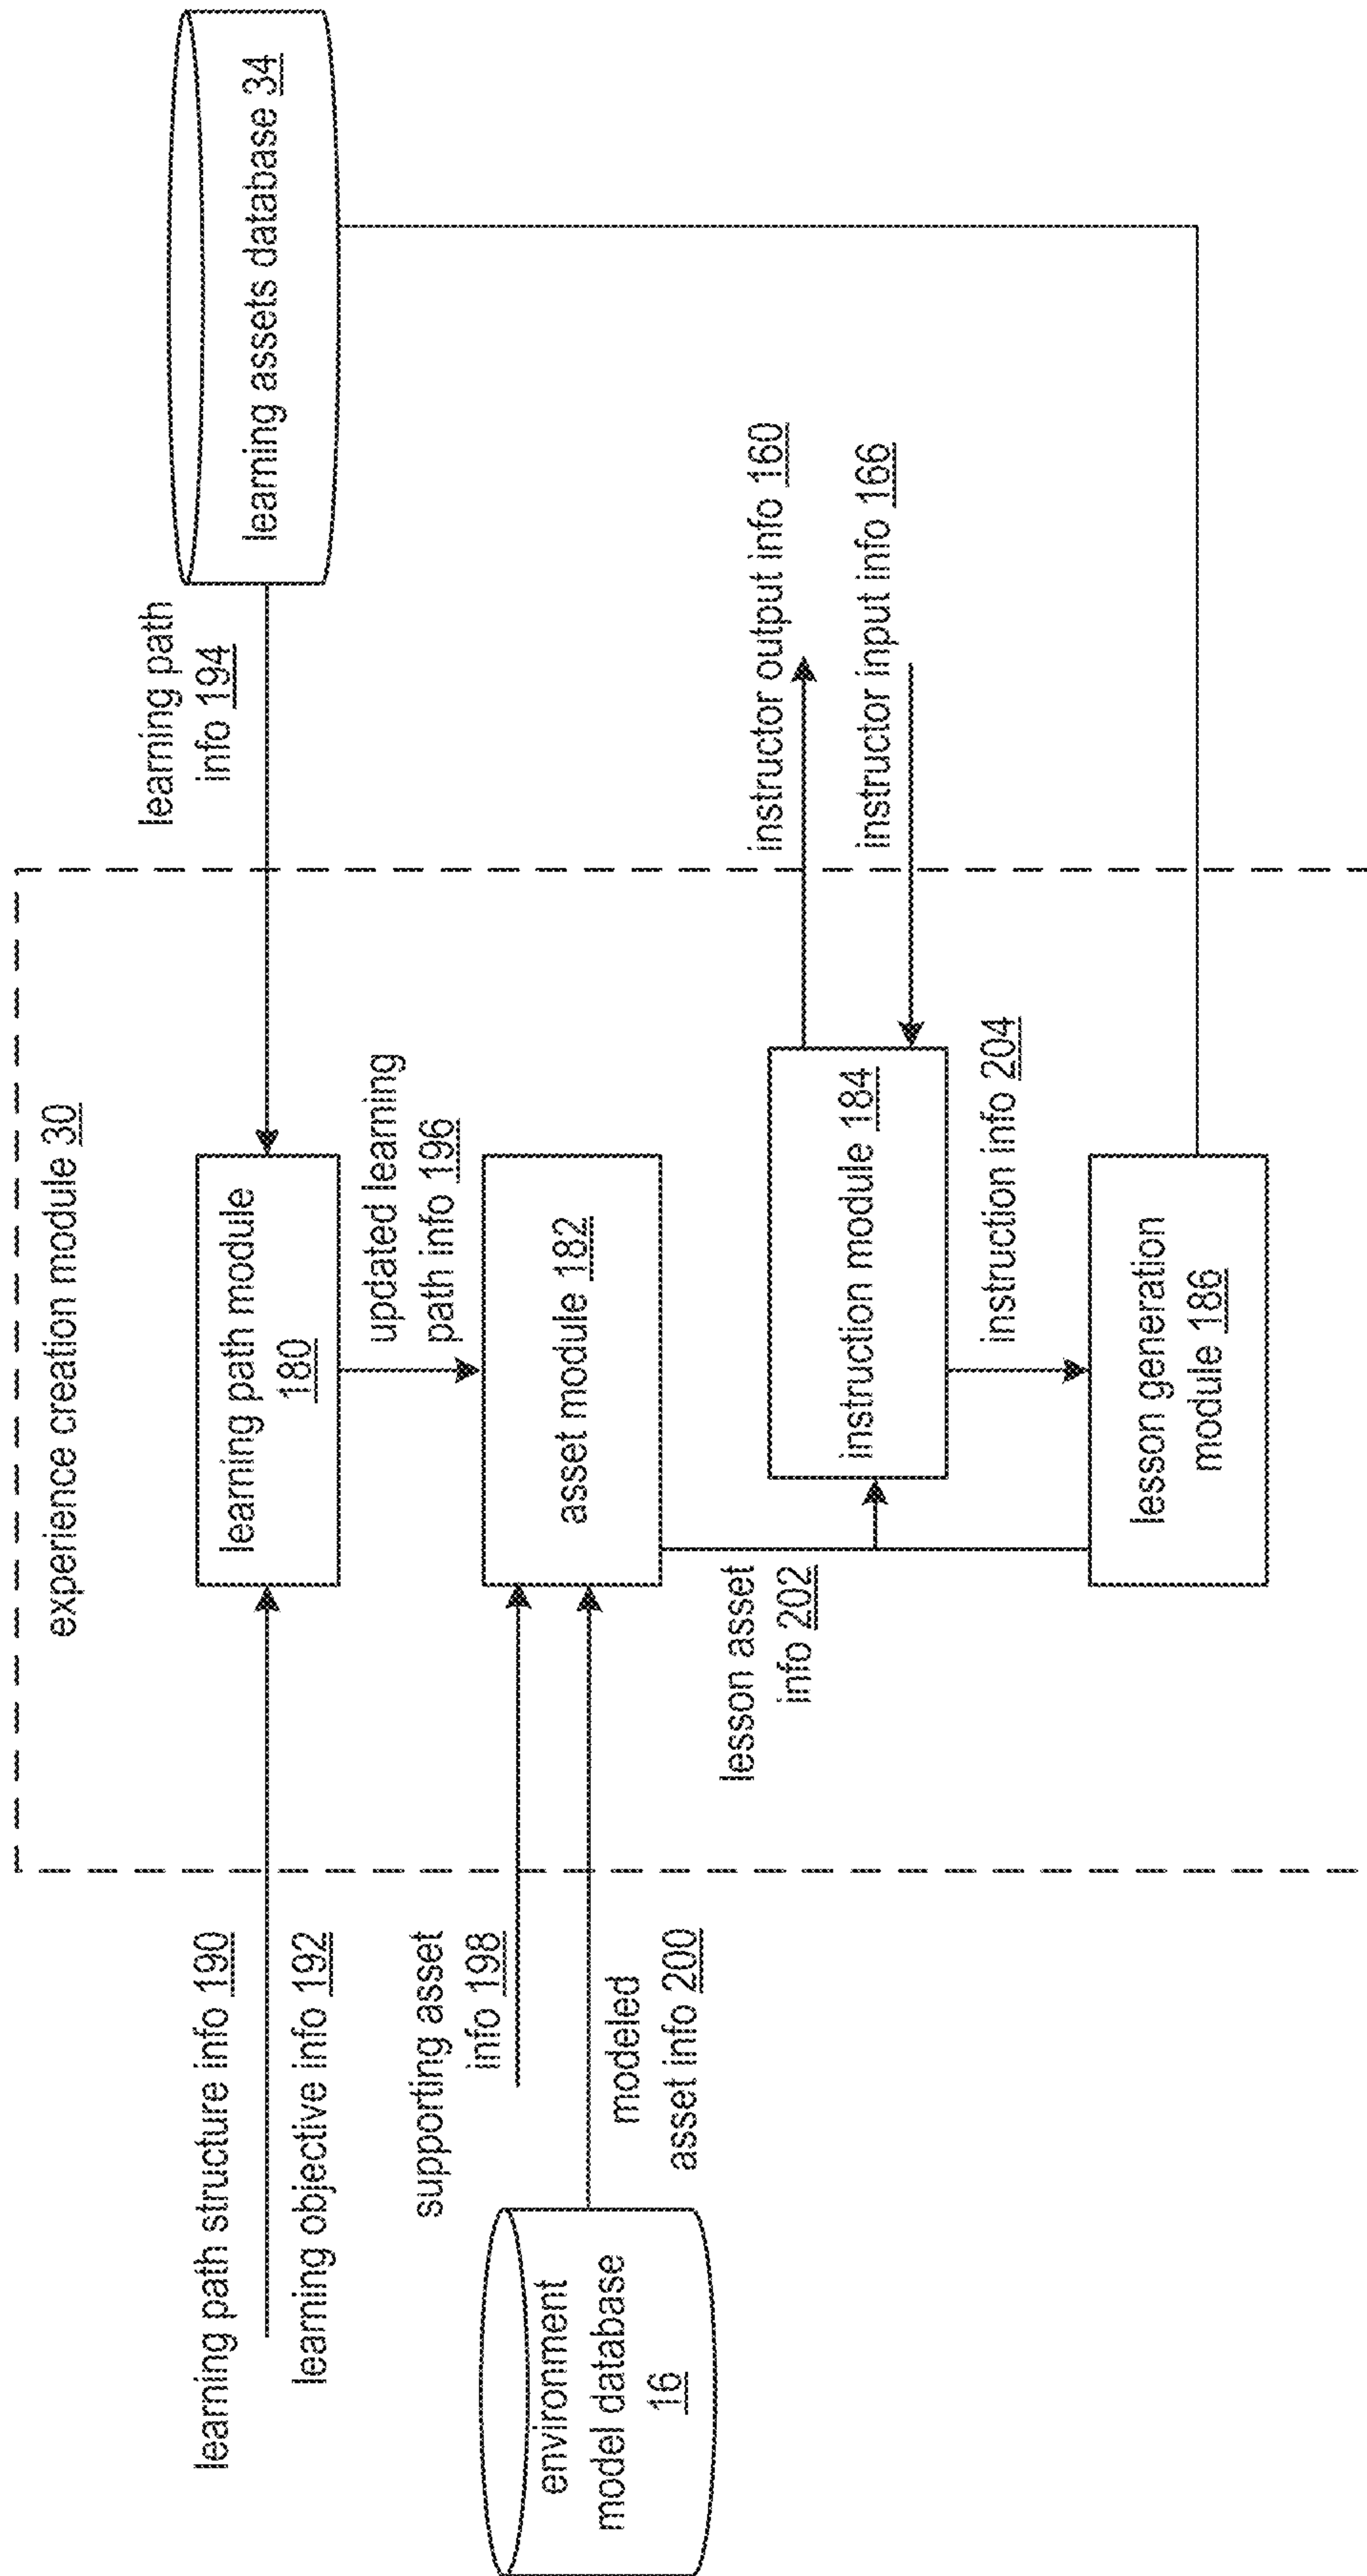 experience creation module 30
learning path structure info 190
learning objective info 192
learning path module
180
learning path
info 194
learning assets database 34
updated learning
path info 196
supporting asset
info 198
environment
model database
16
modeled
asset info 200
asset module 182
lesson asset
info 202
instruction module 184
instructor output info 160
instructor input info 166
instruction info 204
lesson generation
module 186